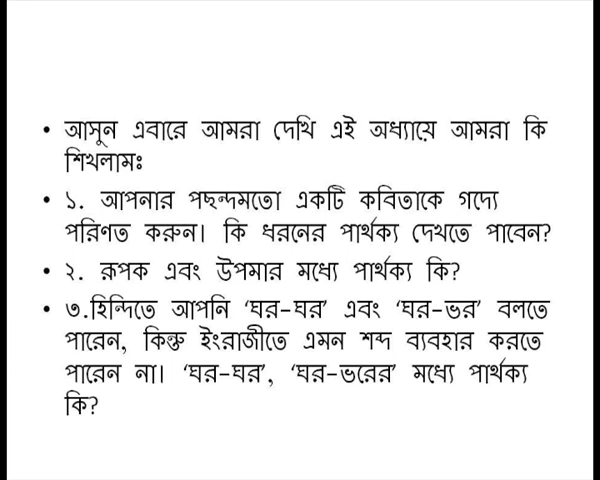 • আসুন এবারে আমরা দেখি এই অধ্যায়ে আমরা কি
শিখলামঃ
• ১. আপনার পছন্দমতো একটি কবিতাকে গদ্যে
পরিণত করুন। কি ধরনের পার্থক্য দেখতে পাবেন?
• ২. রূপক এবং উপমার মধ্যে পার্থক্য কি?
• ৩.হিন্দিতে আপনি ‘ঘর-ঘর’ এবং ‘ঘর-ভর’ বলতে
পারেন, কিন্তু ইংরাজীতে এমন শব্দ ব্যবহার করতে
পারেন না। ‘ঘর-ঘর’, ‘ঘর-ভরের’ মধ্যে পার্থক্য
কি?